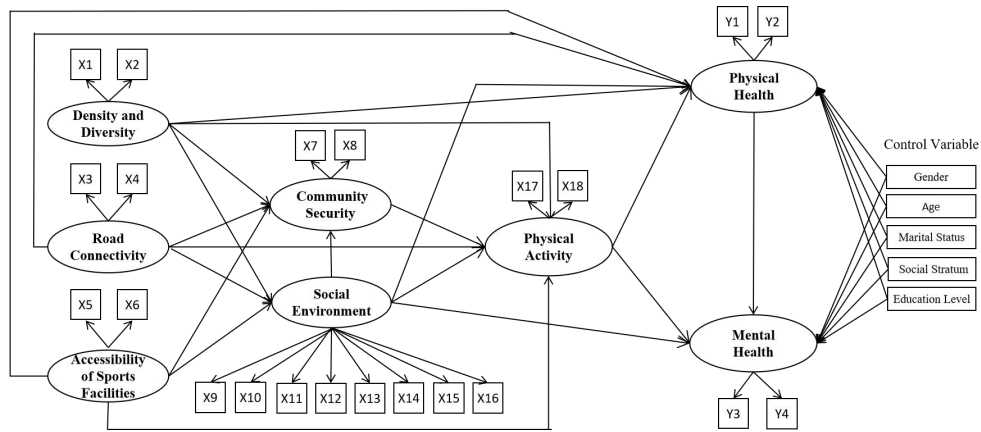 Y1 Y2
Physical
Health
X1 X2
Density and
Diversity
Control Variable
X7 X8
Gender
X3 X4
X17 X18
Community
Security
Age
Road
Connectivity
Physical
Activity
Marital Status
Social Stratum
X5 X6
Social
Environment
Education Level
Mental
Health
Accessibility
of Sports
Facilities
X9 X10 X11 X12 X13 X14 X15 X16
Y3 Y4